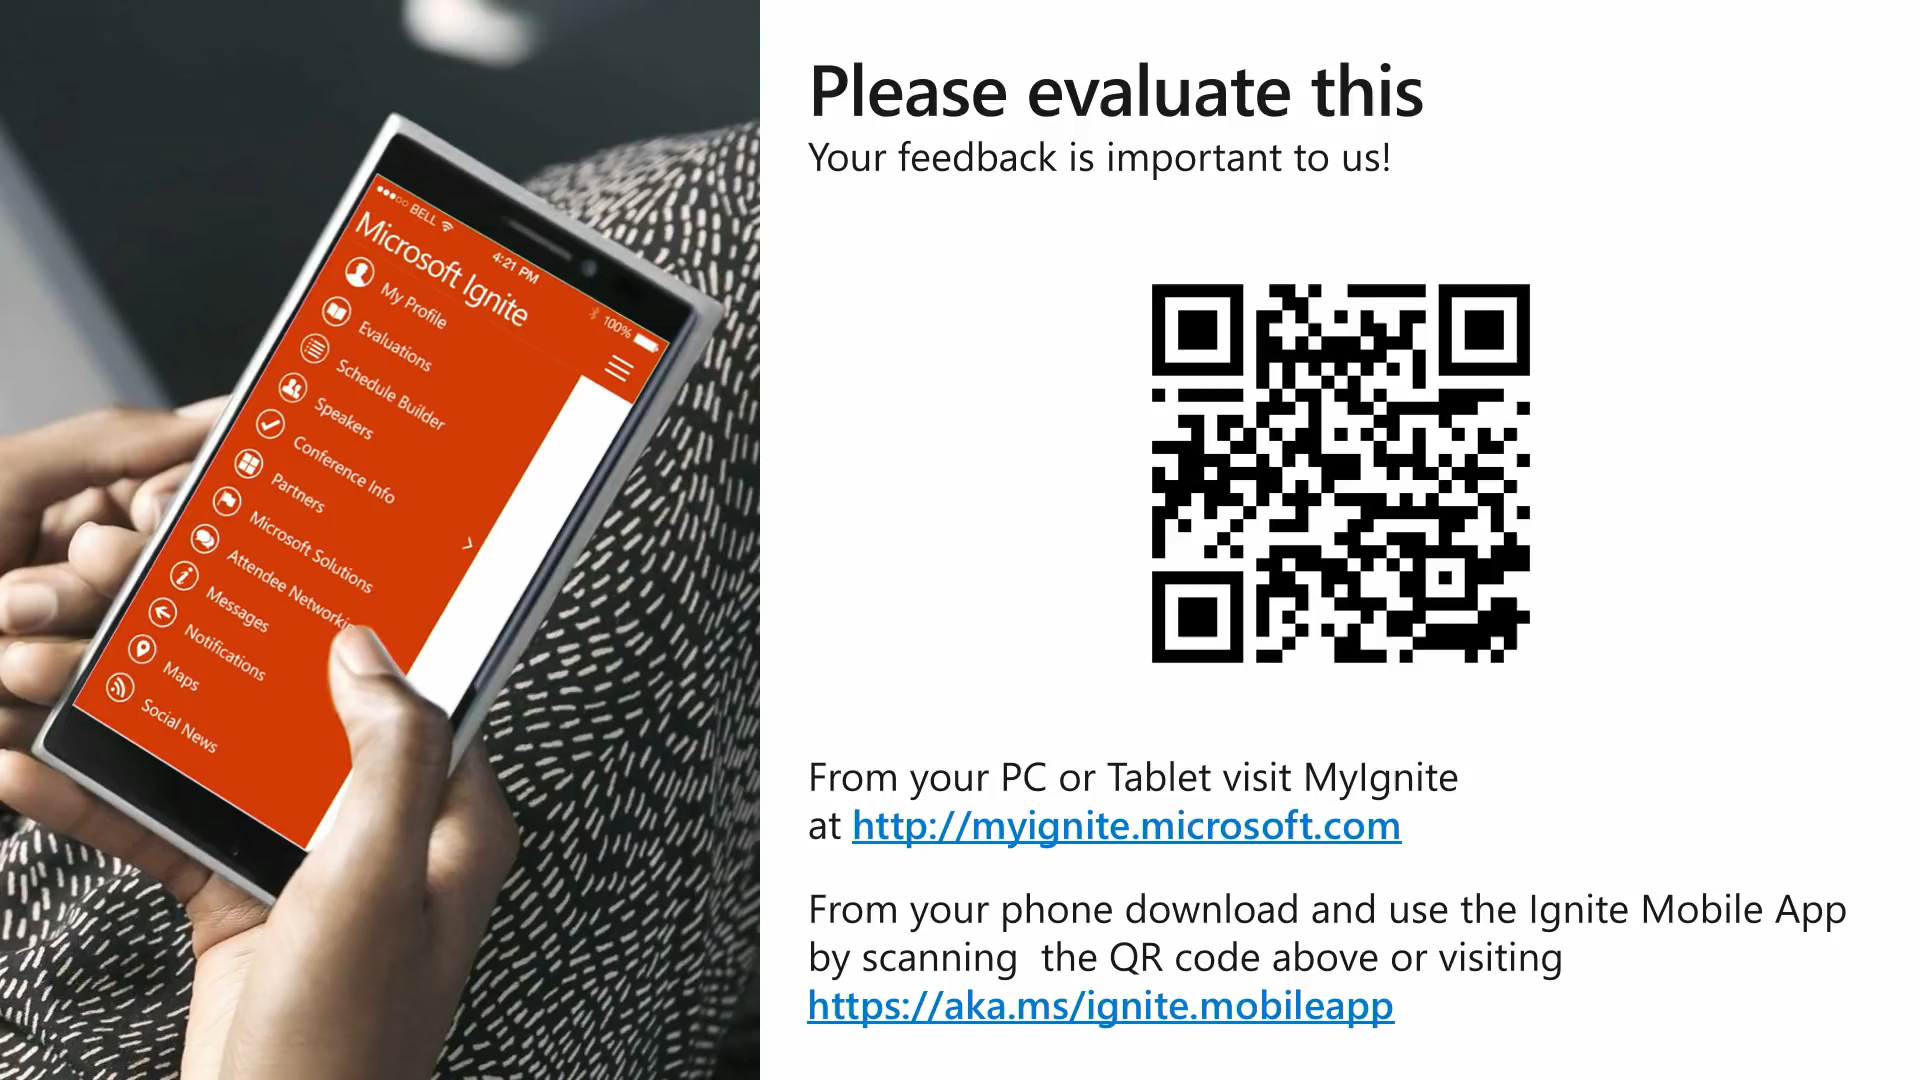 Please evaluate this
Your feedback is important to us!
BELL
4:21 PM
100%
Microsoft Ignite
My Profile
Evaluations
Schedule Builder
Speakers
Conference Info
Partners
Microsoft Solutions
Attendee Networkin
Messages
Notifications
Maps
Social News
From your PC or Tablet visit MyIgnite
at http://myignite.microsoft.com
From your phone download and use the Ignite Mobile App
by scanning  the QR code above or visiting
https://aka.ms/ignite.mobileapp